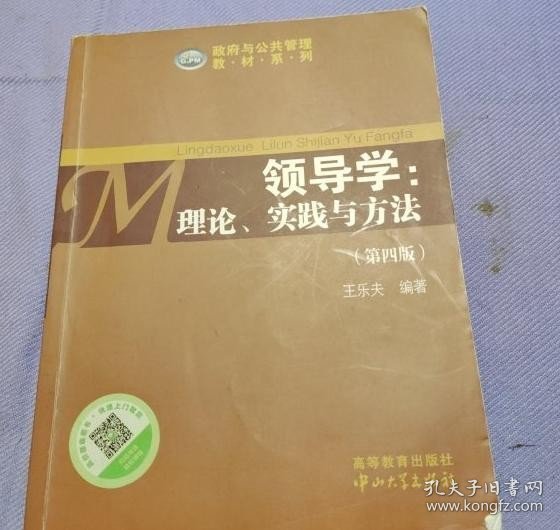 G.PM
政府与公共管理
教·材·系·列
Lingdaoxue Lilun Shijian Yu Fangfa
M
领导学：
理论、实践与方法
（第四版）
王乐夫 编著
高等教育出版社
中山大学出版社
孔夫子旧书网
www.kongfz.com